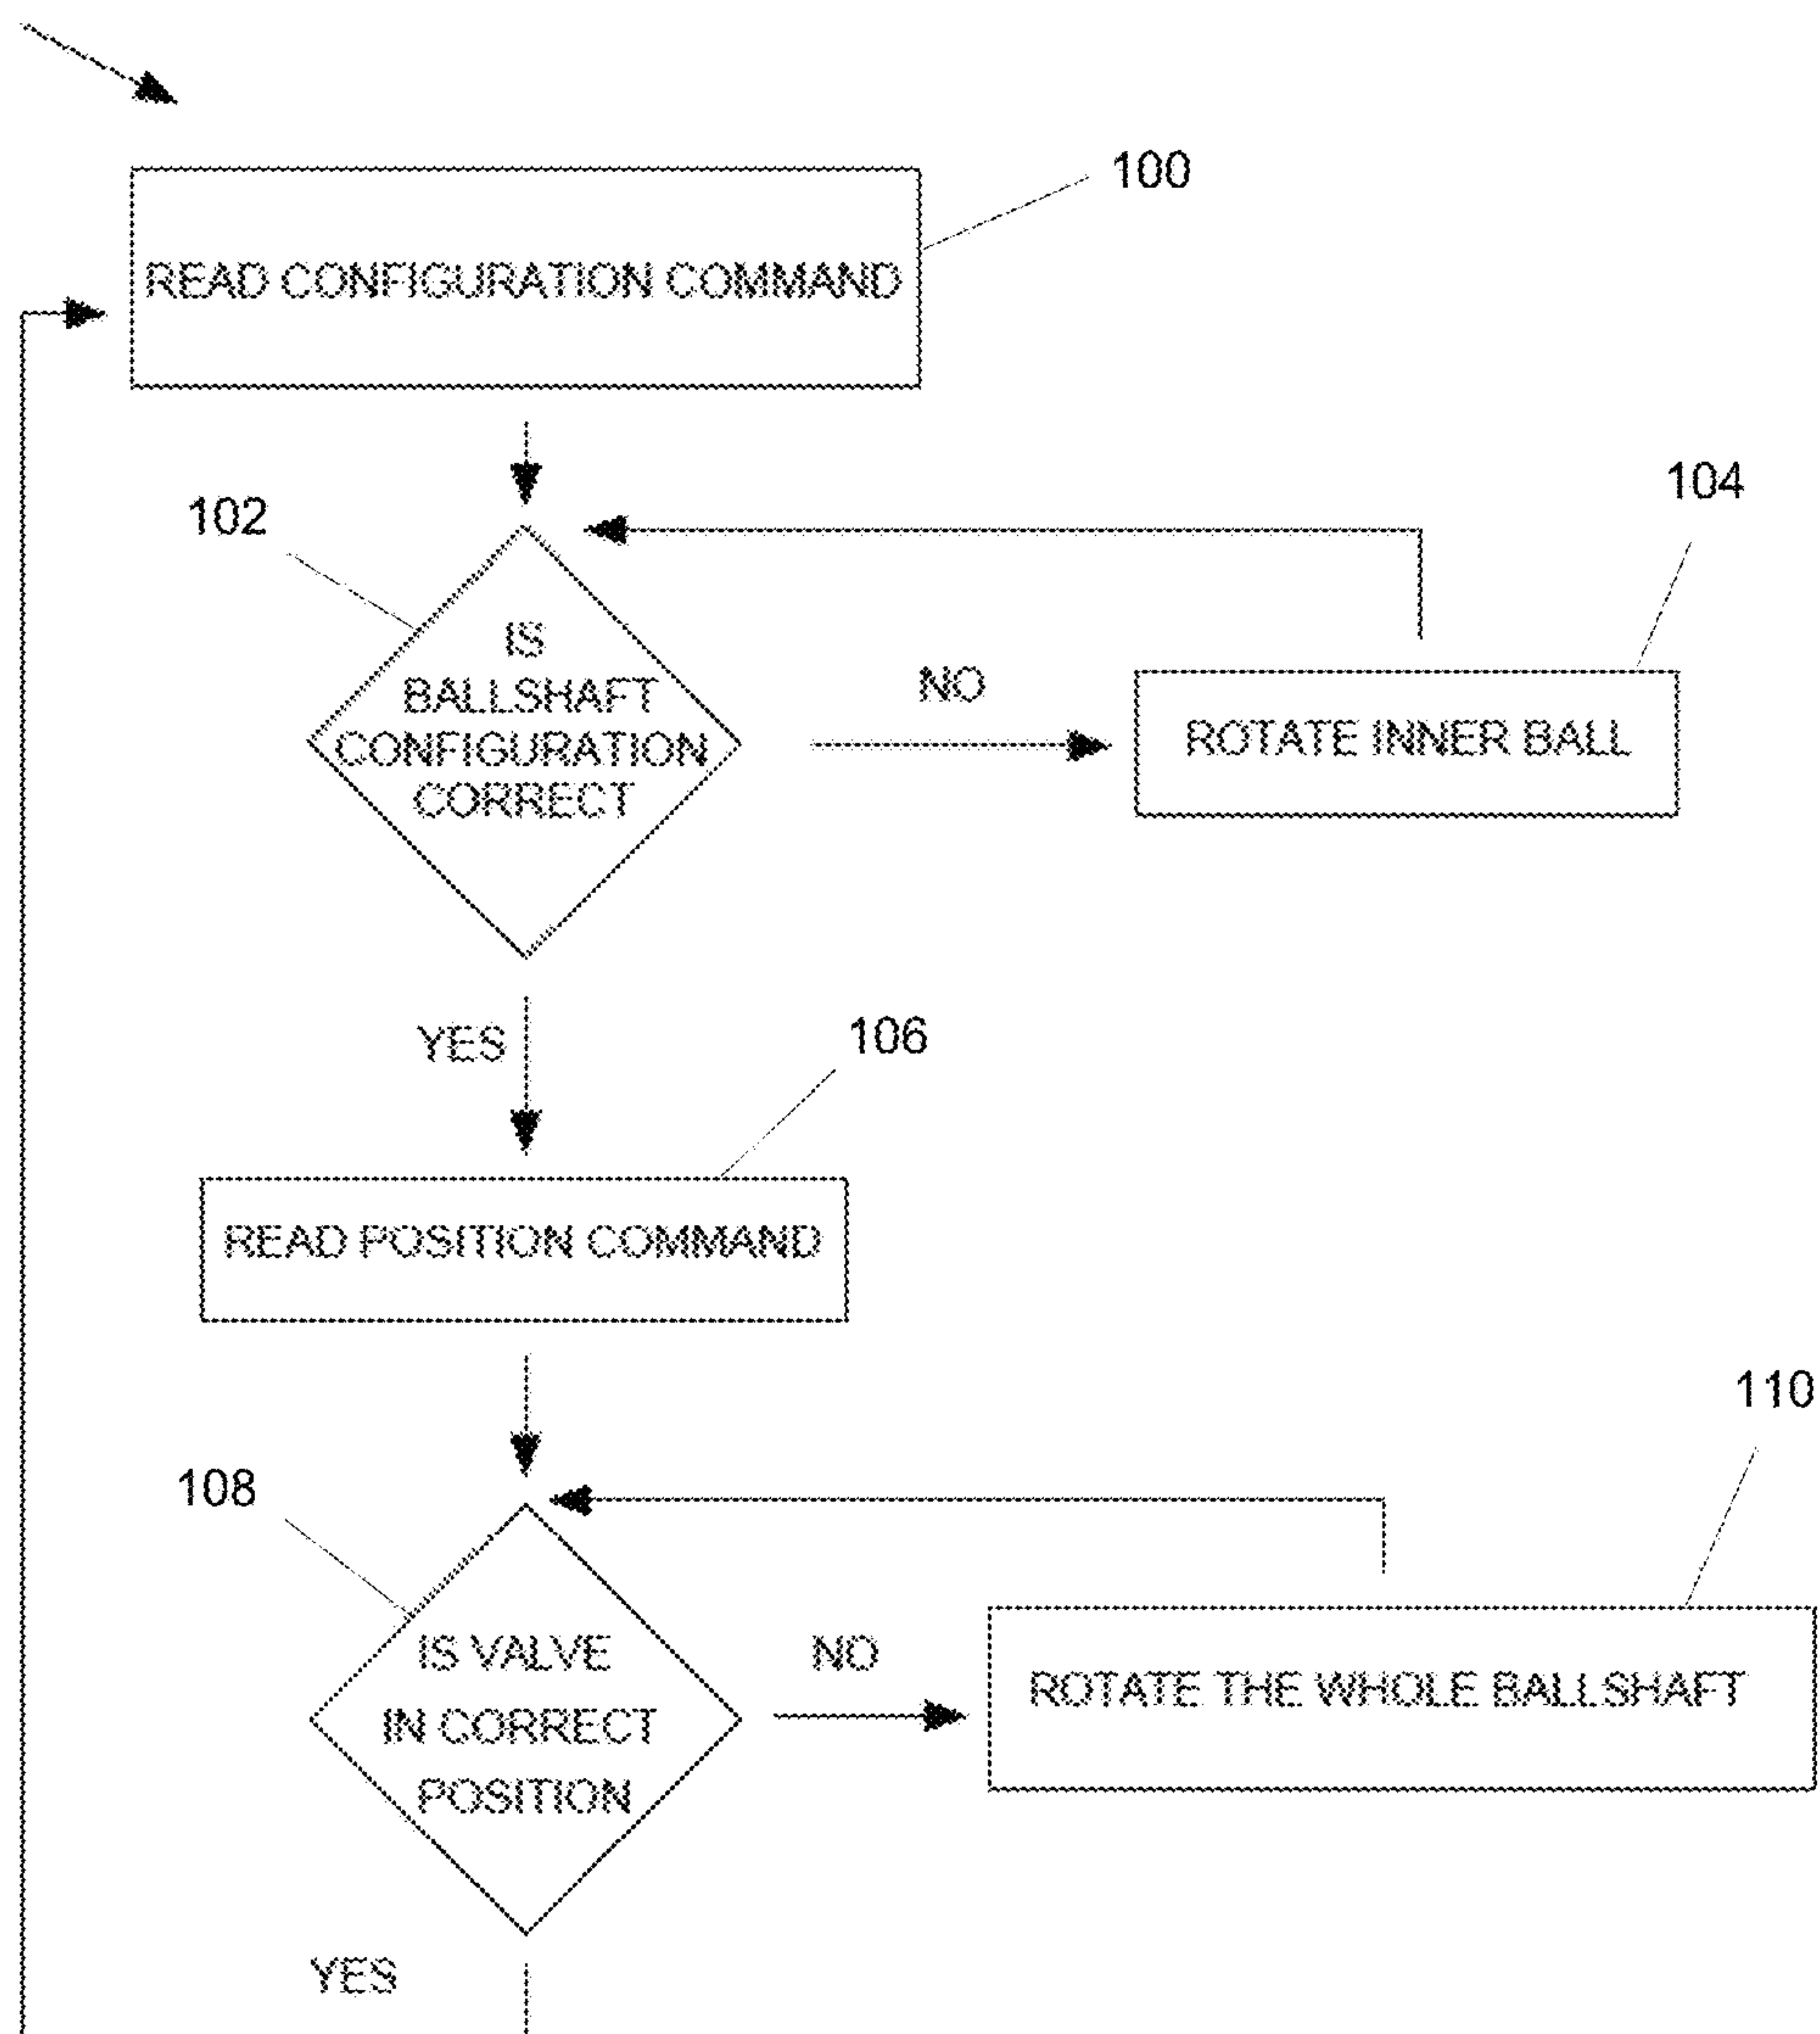 100
READ CONFIGURATION COMMAND
104
102
IS
BALLSHAFT
CONFIGURATION
CORRECT
NO
ROTATE INNER BALL
YES
106
READ POSITION COMMAND
110
108
IS VALVE
IN CORRECT
POSITION
NO
ROTATE THE WHOLE BALLSHAFT
YES